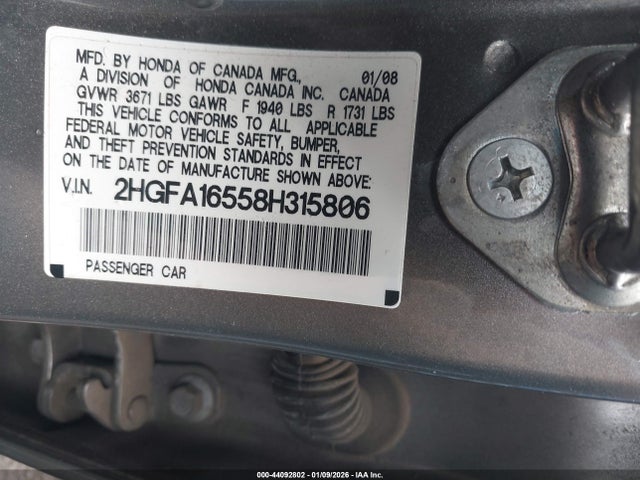 MFD. BY HONDA OF CANADA MFG., 01/08
A DIVISION OF HONDA CANADA INC. CANADA
GVWR 3671 LBS GAWR F 1940 LBS R 1731 LBS
THIS VEHICLE CONFORMS TO ALL APPLICABLE
FEDERAL MOTOR VEHICLE SAFETY, BUMPER,
AND THEFT PREVENTION STANDARDS IN EFFECT
ON THE DATE OF MANUFACTURE SHOWN ABOVE:
V.I.N. 2HGFA16558H315806
PASSENGER CAR
000-44092802 - 01/09/2026 - IAA Inc.